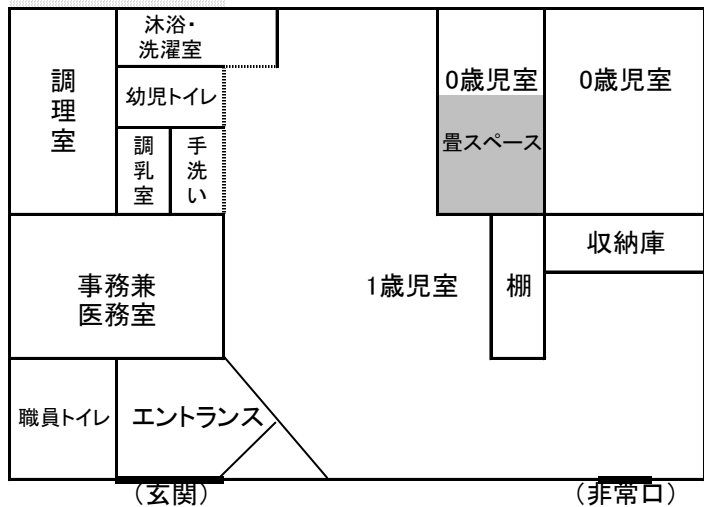 沐浴・
洗濯室
調理室
幼児トイレ
調乳室
手洗い
0歳児室
畳スペース
0歳児室
収納庫
事務兼
医務室
1歳児室
棚
職員トイレ
エントランス
(玄関)
(非常口)